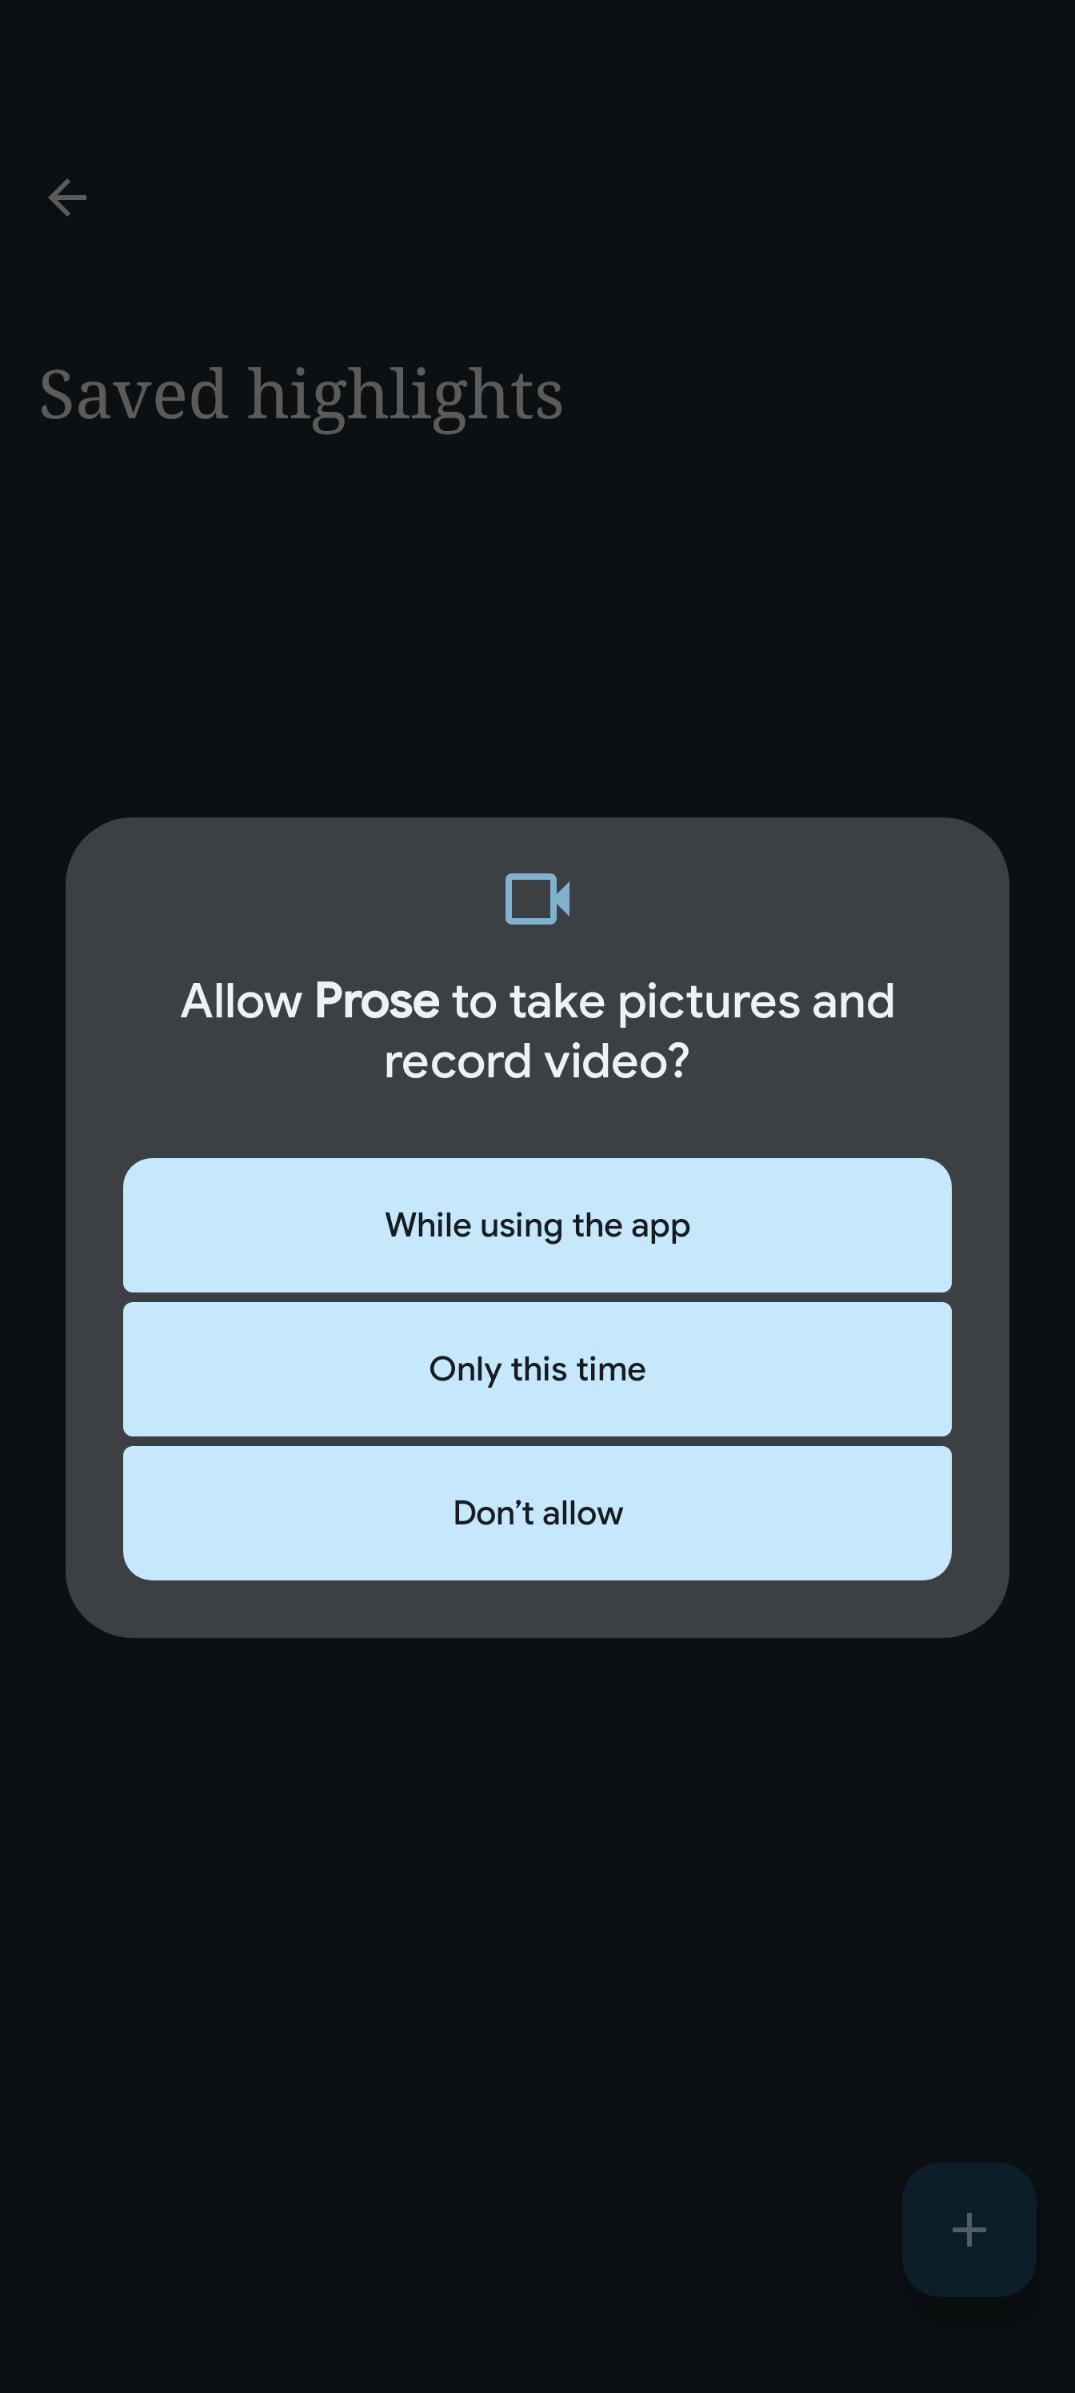 Saved highlights
Allow Prose to take pictures and
record video?
While using the app
Only this time
Don’t allow